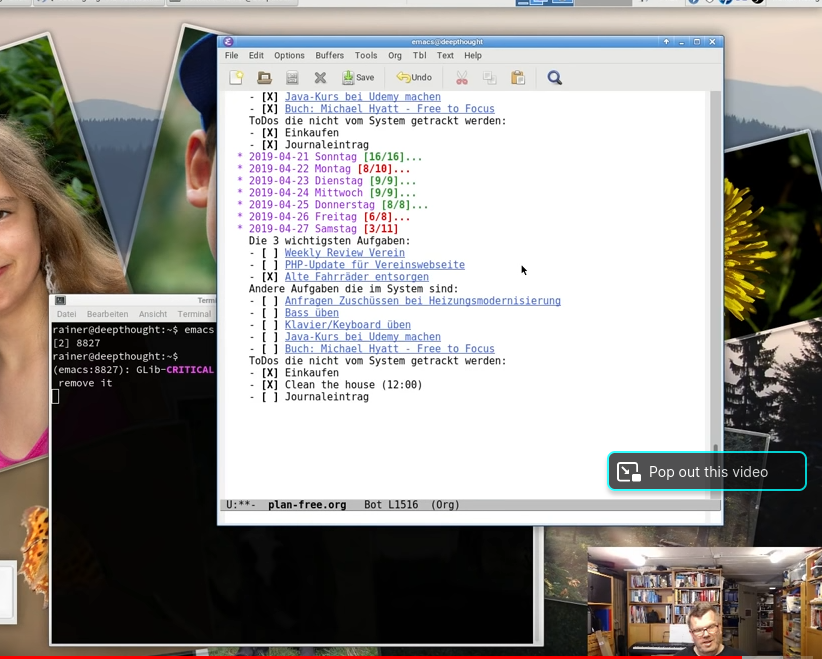 emacs@deepthought
File Edit Options Buffers Tools Org Tbl Text Help
Save Undo
- [X] Java-Kurs bei Udemy machen
- [X] Buch: Michael Hyatt - Free to Focus
ToDos die nicht vom System getrackt werden:
- [X] Einkaufen
- [X] Journaleintrag
* 2019-04-21 Sonntag [16/16]...
* 2019-04-22 Montag [8/10]...
* 2019-04-23 Dienstag [9/9]...
* 2019-04-24 Mittwoch [9/9]...
* 2019-04-25 Donnerstag [8/8]...
* 2019-04-26 Freitag [6/8]...
* 2019-04-27 Samstag [3/11]
Die 3 wichtigsten Aufgaben:
- [ ] Weekly Review Verein
- [ ] PHP-Update für Vereinswebseite
- [X] Alte Fahrräder entsorgen
Andere Aufgaben die im System sind:
- [ ] Anfragen Zuschüssen bei Heizungsmodernisierung
- [ ] Bass üben
- [ ] Klavier/Keyboard üben
- [ ] Java-Kurs bei Udemy machen
- [ ] Buch: Michael Hyatt - Free to Focus
ToDos die nicht vom System getrackt werden:
- [X] Einkaufen
- [X] Clean the house (12:00)
- [ ] Journaleintrag
U:**- plan-free.org Bot L1516 (Org)
Termi
Datei Bearbeiten Ansicht Terminal
rainer@deepthought:~$ emacs
[2] 8827
rainer@deepthought:~$
(emacs:8827): GLib-CRITICAL
remove it
Pop out this video